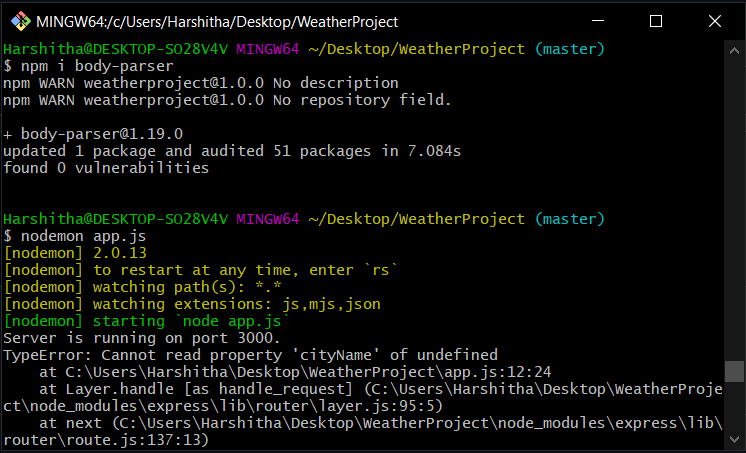 MINGW64:/c/Users/Harshitha/Desktop/WeatherProject
Harshitha@DESKTOP-SO28V4V MINGW64 ~/Desktop/WeatherProject (master)
$ npm i body-parser
npm WARN weatherproject@1.0.0 No description
npm WARN weatherproject@1.0.0 No repository field.
+ body-parser@1.19.0
updated 1 package and audited 51 packages in 7.084s
found 0 vulnerabilities
Harshitha@DESKTOP-SO28V4V MINGW64 ~/Desktop/WeatherProject (master)
$ nodemon app.js
[nodemon] 2.0.13
[nodemon] to restart at any time, enter `rs`
[nodemon] watching path(s): *.*
[nodemon] watching extensions: js,mjs,json
[nodemon] starting `node app.js`
Server is running on port 3000.
TypeError: Cannot read property 'cityName' of undefined
    at C:\Users\Harshitha\Desktop\WeatherProject\app.js:12:24
    at Layer.handle [as handle_request] (C:\Users\Harshitha\Desktop\WeatherProje
ct\node_modules\express\lib\router\layer.js:95:5)
    at next (C:\Users\Harshitha\Desktop\WeatherProject\node_modules\express\lib\
router\route.js:137:13)